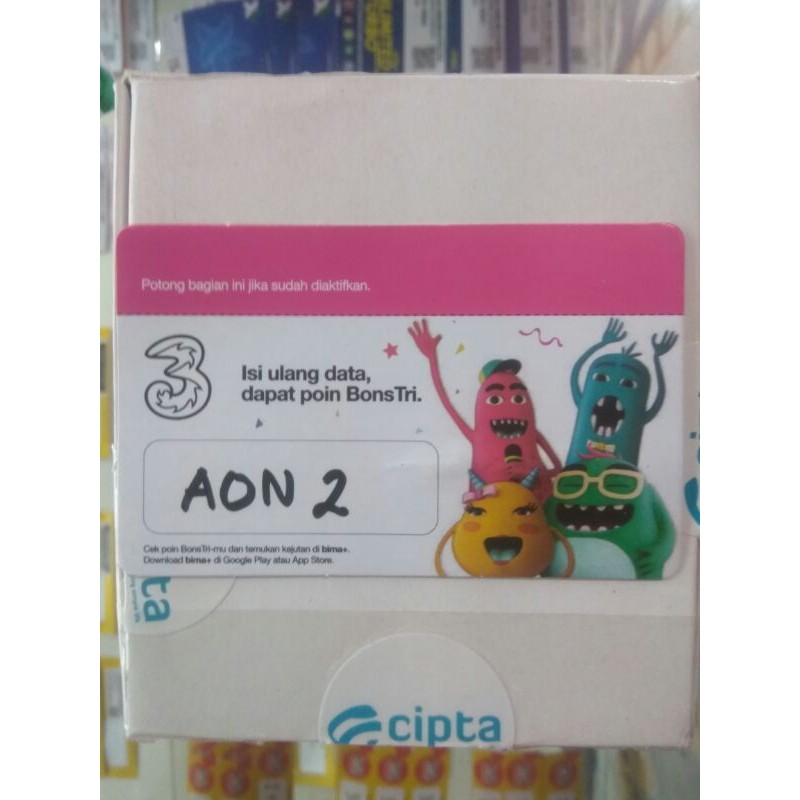 Potong bagian ini jika sudah diaktifkan.
3
Isi ulang data,
dapat poin BonsTri.
AON 2
Cek poin BonsTri-mu dan temukan kejutan di bima+.
Download bima+ di Google Play atau App Store.
ta
cipta